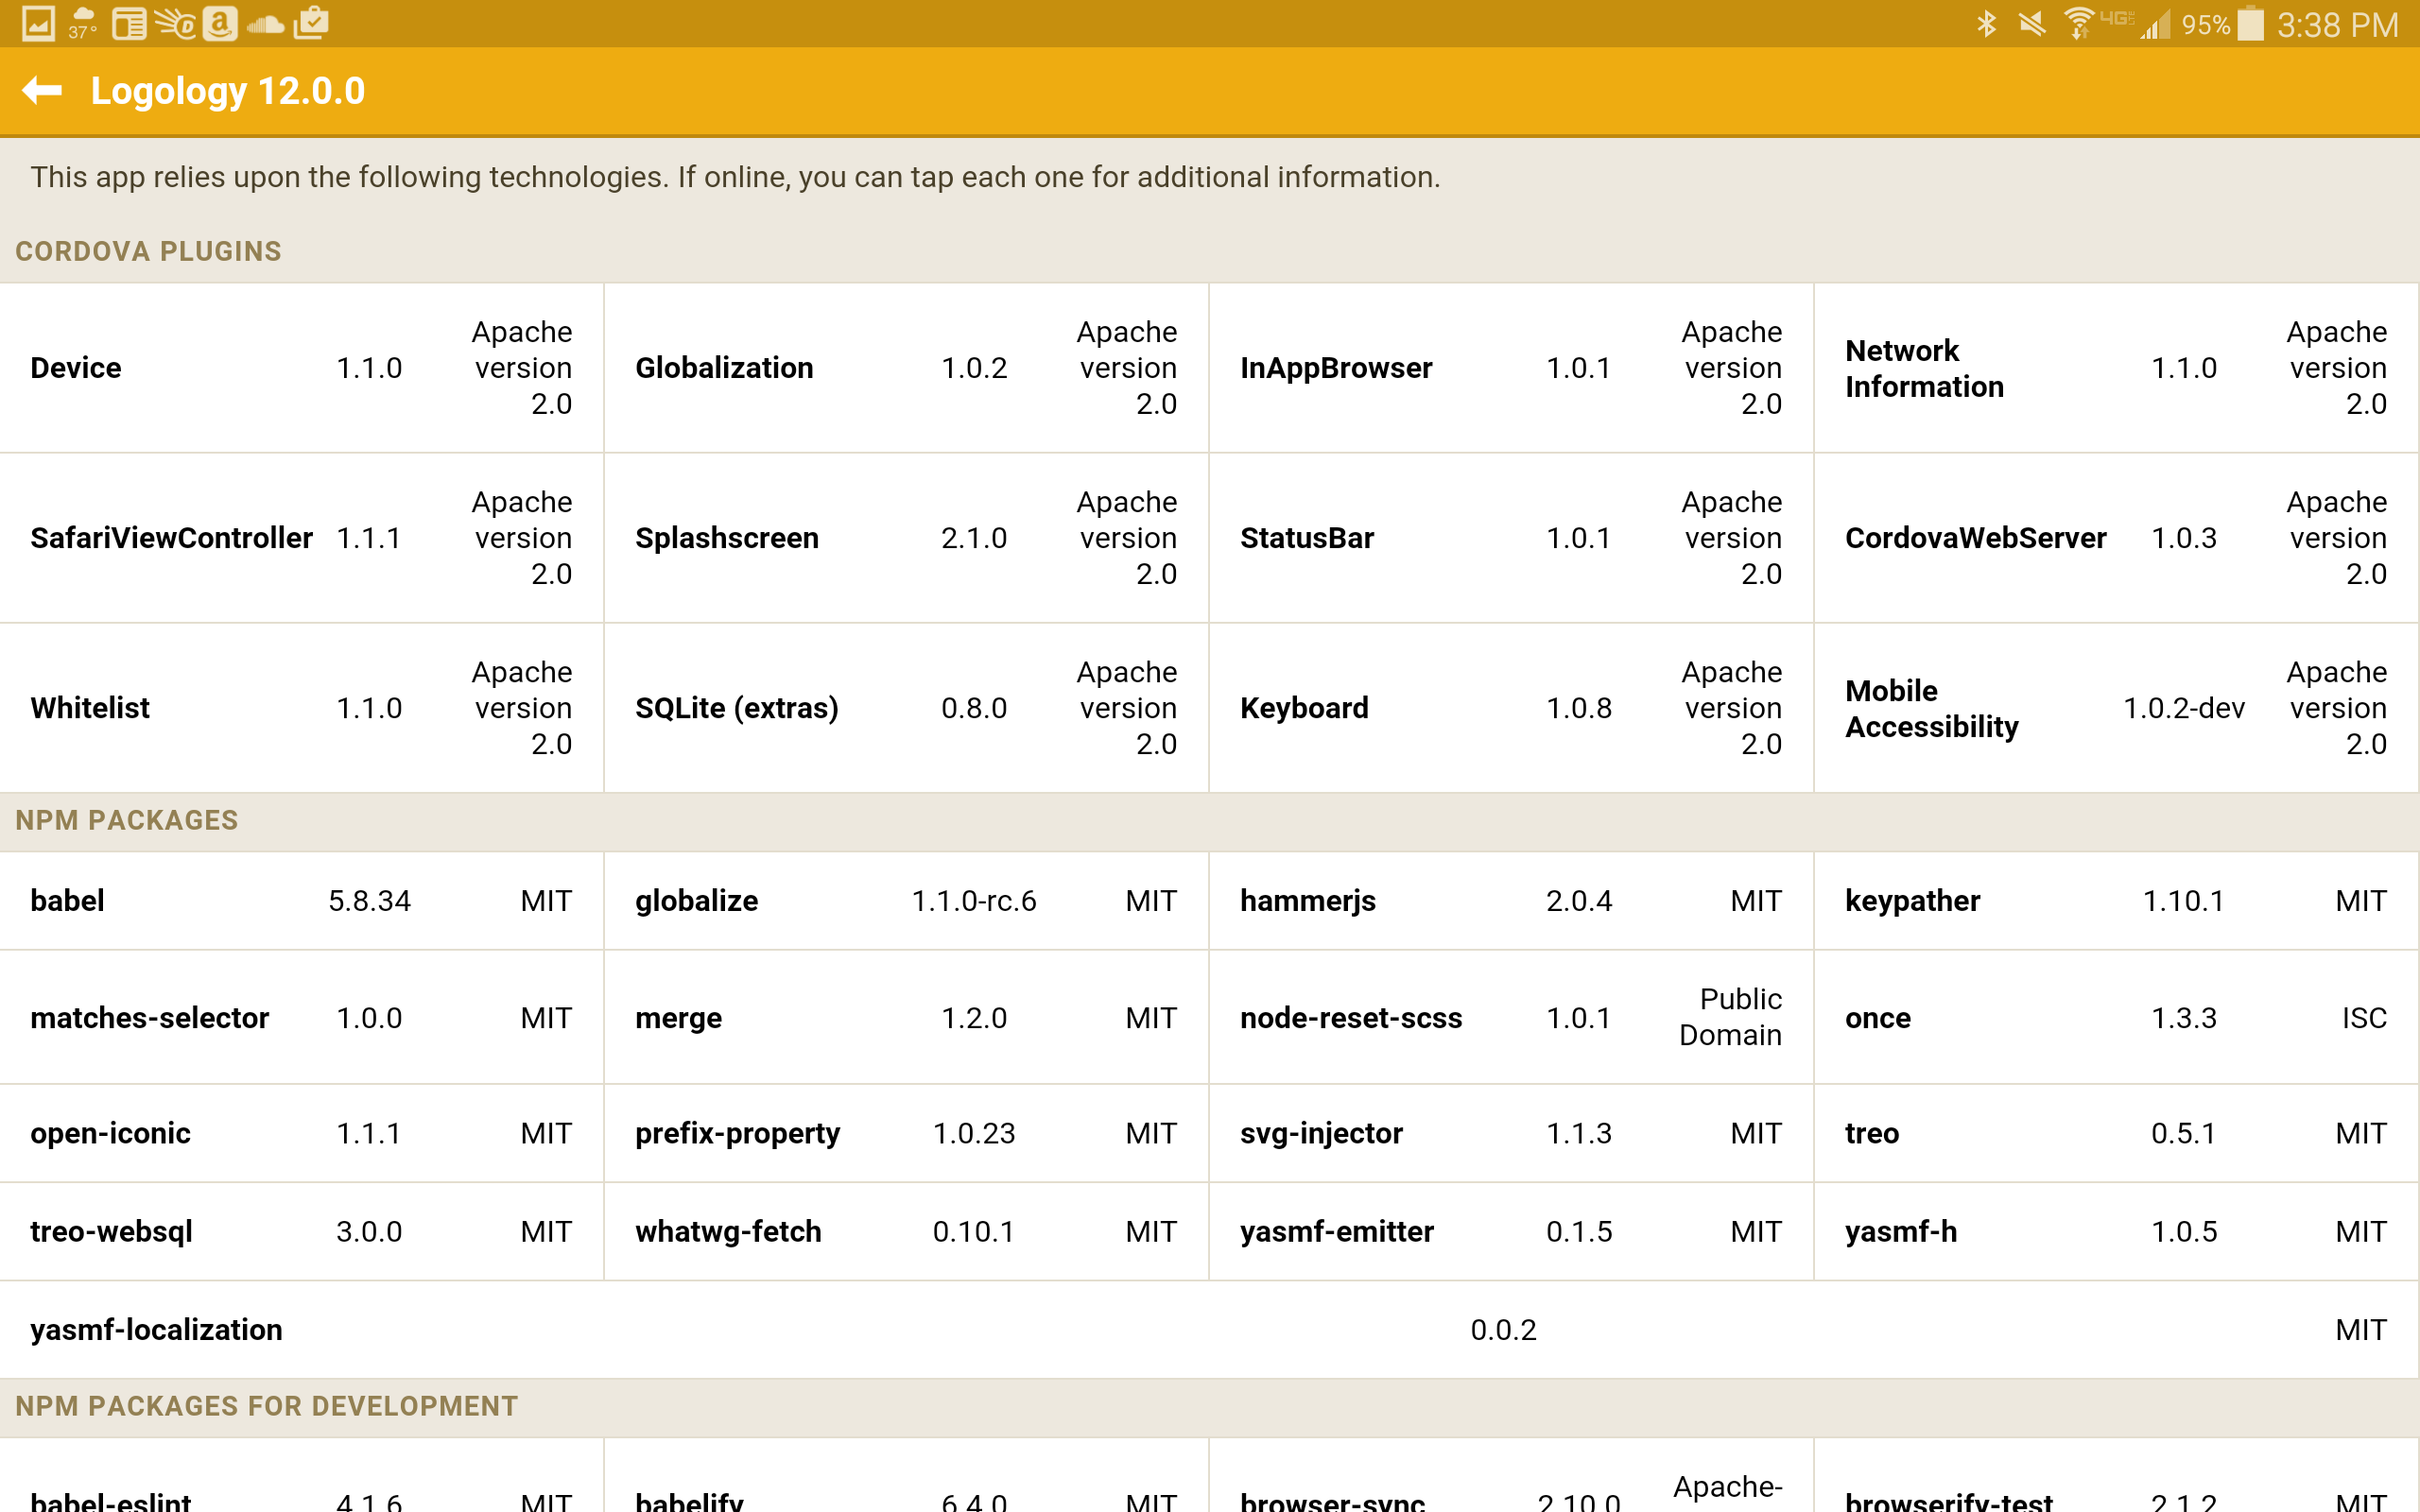 37°
95% 3:38 PM
Logology 12.0.0
This app relies upon the following technologies. If online, you can tap each one for additional information.
CORDOVA PLUGINS
Device 1.1.0 Apache version 2.0
Globalization 1.0.2 Apache version 2.0
InAppBrowser 1.0.1 Apache version 2.0
Network Information 1.1.0 Apache version 2.0
SafariViewController 1.1.1 Apache version 2.0
Splashscreen 2.1.0 Apache version 2.0
StatusBar 1.0.1 Apache version 2.0
CordovaWebServer 1.0.3 Apache version 2.0
Whitelist 1.1.0 Apache version 2.0
SQLite (extras) 0.8.0 Apache version 2.0
Keyboard 1.0.8 Apache version 2.0
Mobile Accessibility 1.0.2-dev Apache version 2.0
NPM PACKAGES
babel 5.8.34 MIT
globalize 1.1.0-rc.6 MIT
hammerjs 2.0.4 MIT
keypather 1.10.1 MIT
matches-selector 1.0.0 MIT
merge 1.2.0 MIT
node-reset-scss 1.0.1 Public Domain
once 1.3.3 ISC
open-iconic 1.1.1 MIT
prefix-property 1.0.23 MIT
svg-injector 1.1.3 MIT
treo 0.5.1 MIT
treo-websql 3.0.0 MIT
whatwg-fetch 0.10.1 MIT
yasmf-emitter 0.1.5 MIT
yasmf-h 1.0.5 MIT
yasmf-localization 0.0.2 MIT
NPM PACKAGES FOR DEVELOPMENT
babel-eslint 4.1.6 MIT
babelify 6.4.0 MIT
browser-sync 2.10.0 Apache-
browserify-test 2.1.2 MIT